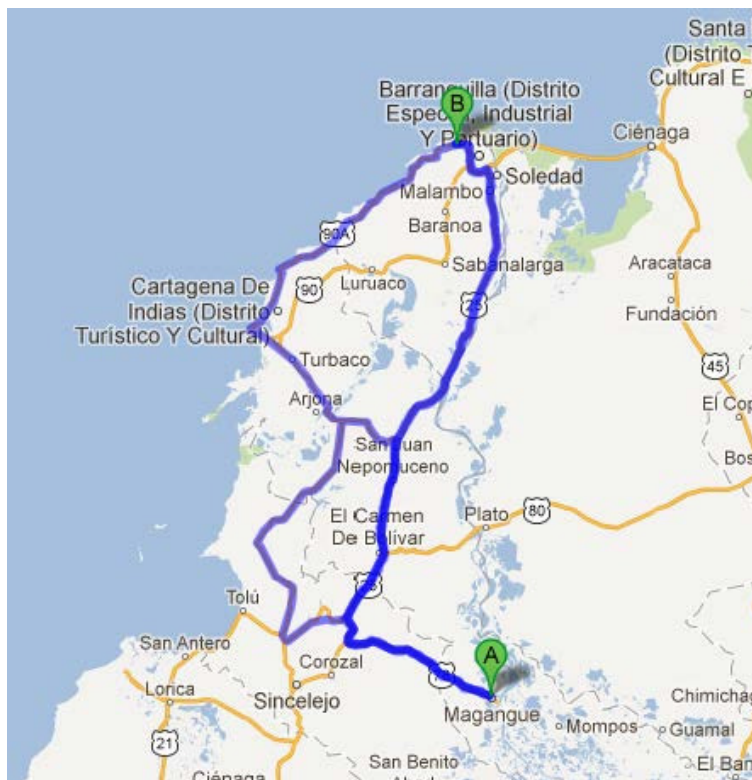 Santa
(Distrito T
Cultural E
Barranquilla (Distrito
Especial, Industrial
Y Portuario)
B
Ciénaga
Soledad
Malambo
Baranoa
90A
Sabanalarga
Cartagena De
Indias (Distrito
Turístico Y Cultural)
90
Luruaco
Aracataca
Fundación
25
Turbaco
45
Arjona
El Cop
San Juan
Nepomuceno
Bos
El Carmen
De Bolívar
Plato
80
25
Tolú
San Antero
Corozal
A
78
Lorica
Sincelejo
Magangue
Chimichag
Mompos
Guamal
21
San Benito
El Ban
Ciénaga